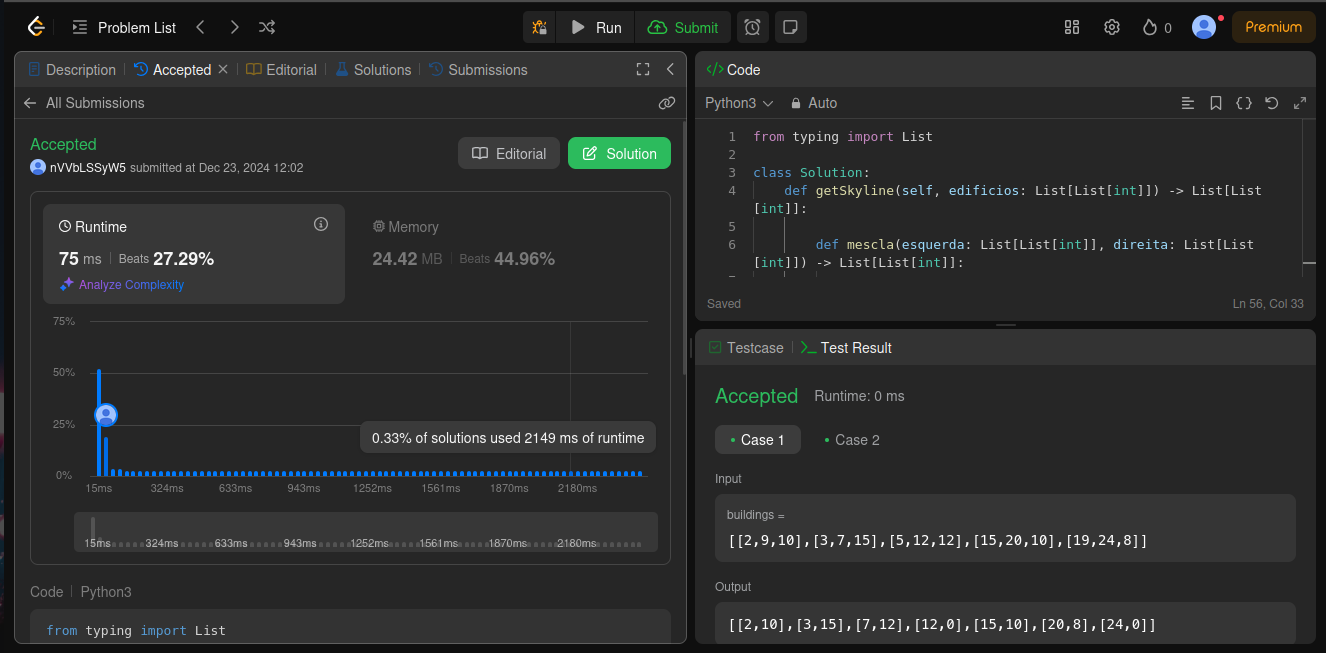 Problem List
Run
Submit
0
Premium
Description
Accepted
Editorial
Solutions
Submissions
All Submissions
Accepted
nVVbLSSyW5 submitted at Dec 23, 2024 12:02
Editorial
Solution
Runtime
75 ms | Beats 27.29%
Analyze Complexity
Memory
24.42 MB | Beats 44.96%
75%
50%
25%
0%
0.33% of solutions used 2149 ms of runtime
15ms 324ms 633ms 943ms 1252ms 1561ms 1870ms 2180ms
15ms 324ms 633ms 943ms 1252ms 1561ms 1870ms 2180ms
Code | Python3
from typing import List
</> Code
Python3
Auto
1 from typing import List
2
3 class Solution:
4 def getSkyline(self, edificios: List[List[int]]) -> List[List
[int]]:
5
6 def mescla(esquerda: List[List[int]], direita: List[List
[int]]) -> List[List[int]]:
Saved
Ln 56, Col 33
Testcase
>_ Test Result
Accepted
Runtime: 0 ms
• Case 1
• Case 2
Input
buildings =
[[2,9,10],[3,7,15],[5,12,12],[15,20,10],[19,24,8]]
Output
[[2,10],[3,15],[7,12],[12,0],[15,10],[20,8],[24,0]]